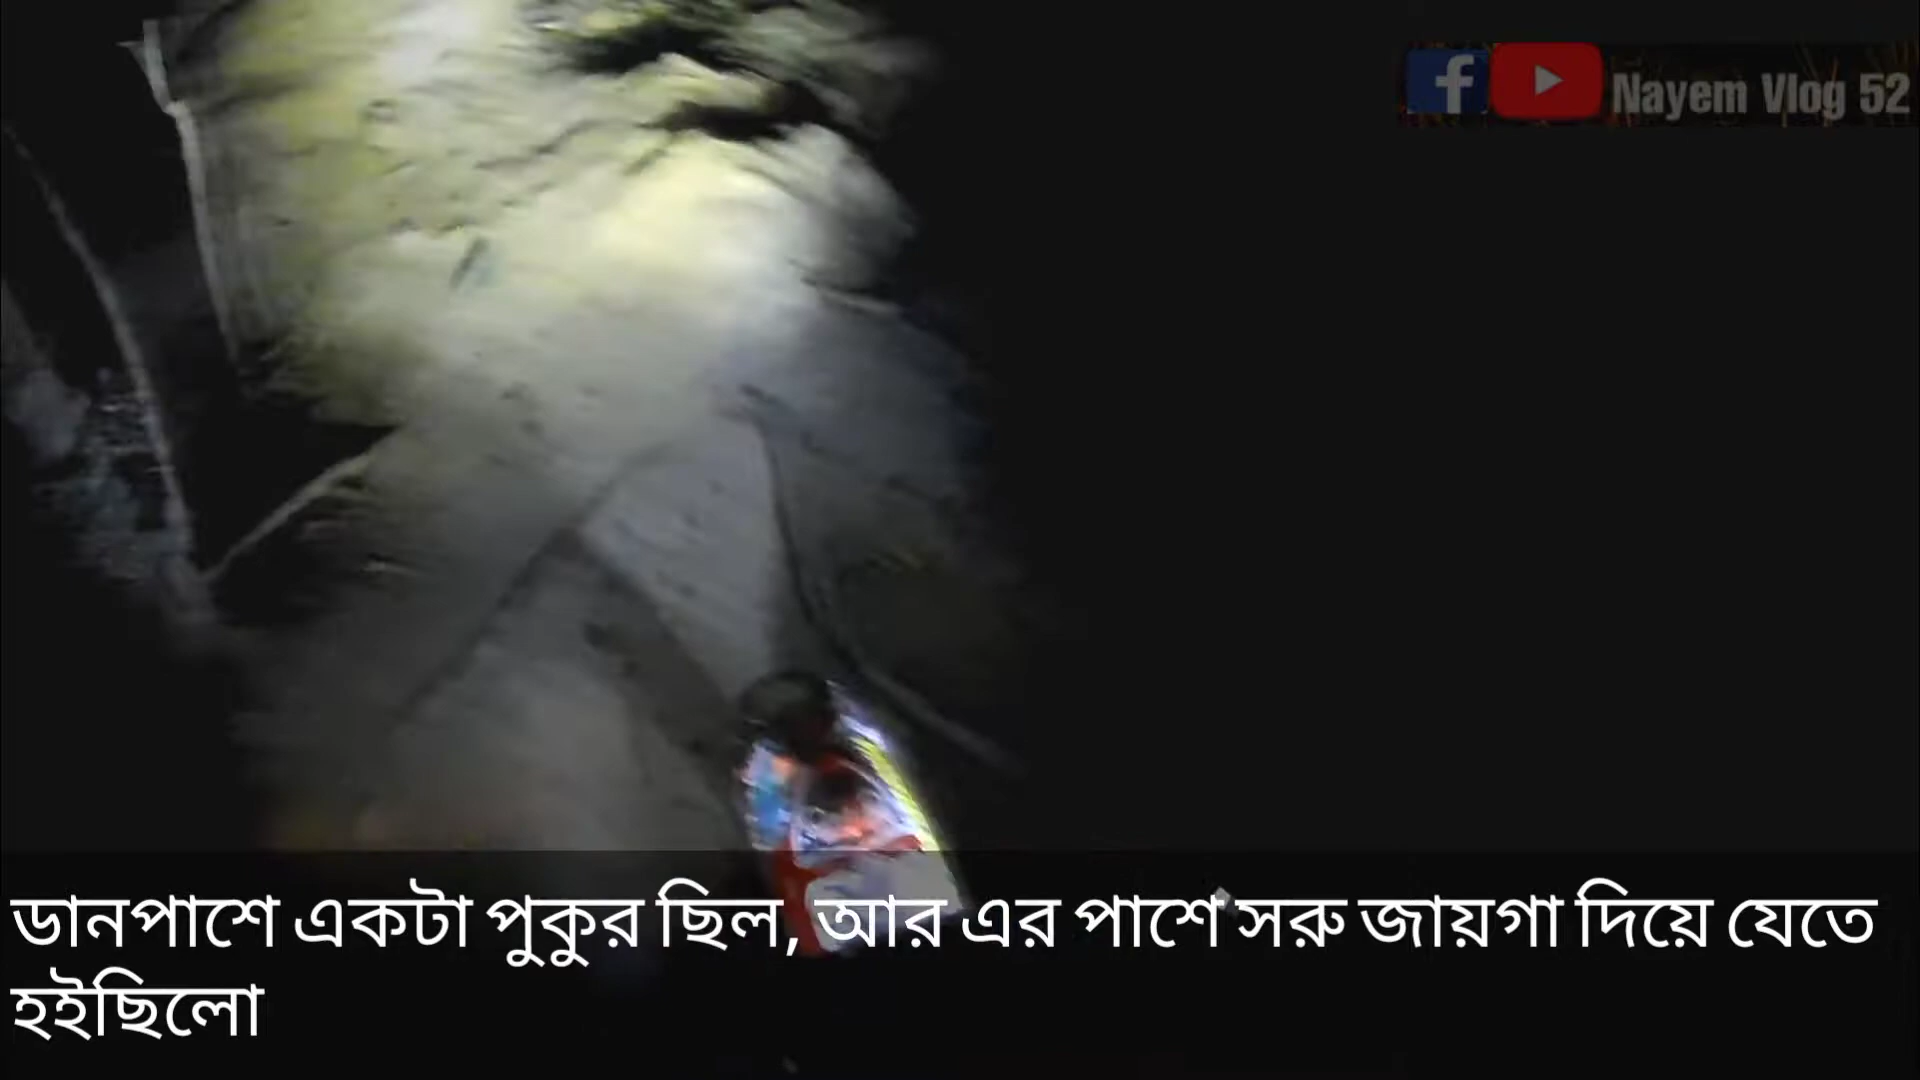 Nayem Vlog 52
ডানপাশে একটা পুকুর ছিল, আর এর পাশে সরু জায়গা দিয়ে যেতে
হইছিলো